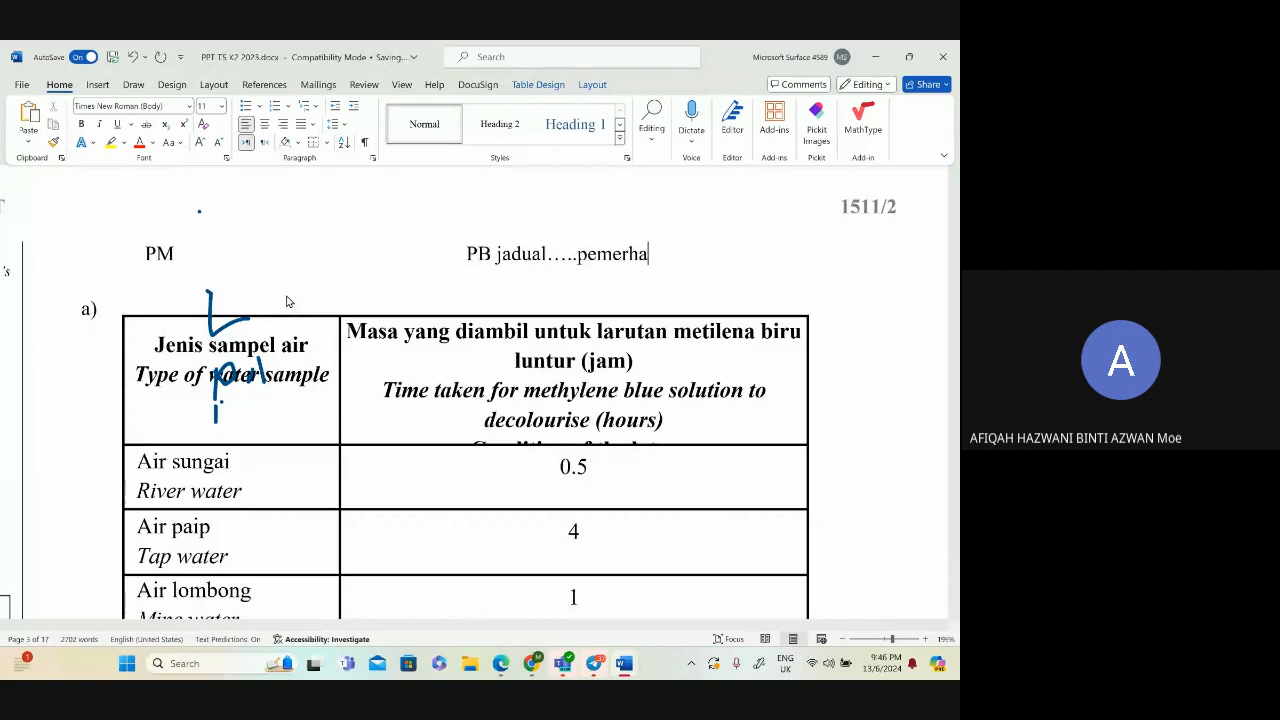 AutoSave On PPT T5 K2 2023.docx - Compatibility Mode • Saving... Search Microsoft Surface 4589 MS
File Home Insert Draw Design Layout References Mailings Review View Help DocuSign Table Design Layout Comments Editing Share
Times New Roman (Body) 11
Paste
Normal Heading 2 Heading 1
Editing Dictate Editor Add-ins Pickit Images MathType
Clipboard Font Paragraph Styles Voice Editor Add-ins Pickit Add-in
1511/2
PM PB jadual…..pemerha
's
a)
Jenis sampel air
Type of water sample
Masa yang diambil untuk larutan metilena biru
luntur (jam)
Time taken for methylene blue solution to
decolourise (hours)
Air sungai
River water
0.5
Air paip
Tap water
4
Air lombong
1
A
AFIQAH HAZWANI BINTI AZWAN Moe
Page 3 of 17 2702 words English (United States) Text Predictions: On Accessibility: Investigate Focus 199%
Search ENG UK 9:46 PM 13/6/2024